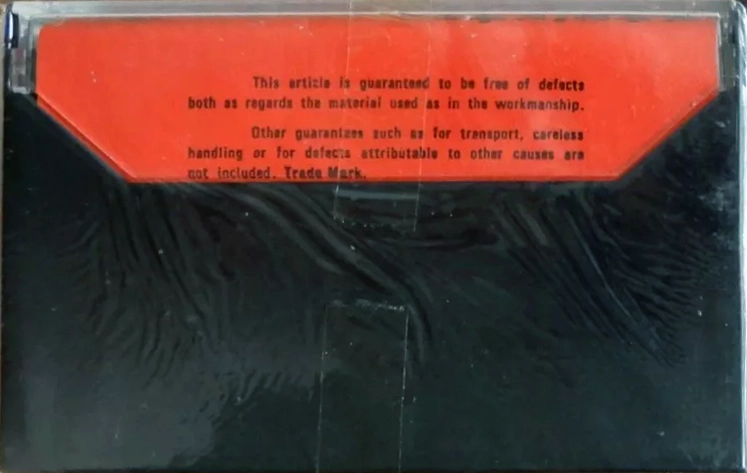 This article is guaranteed to be free of defects
both as regards the material used as in the workmanship.
Other guarantees such as for transport, careless
handling or for defects attributable to other causes are
not included. Trade Mark.